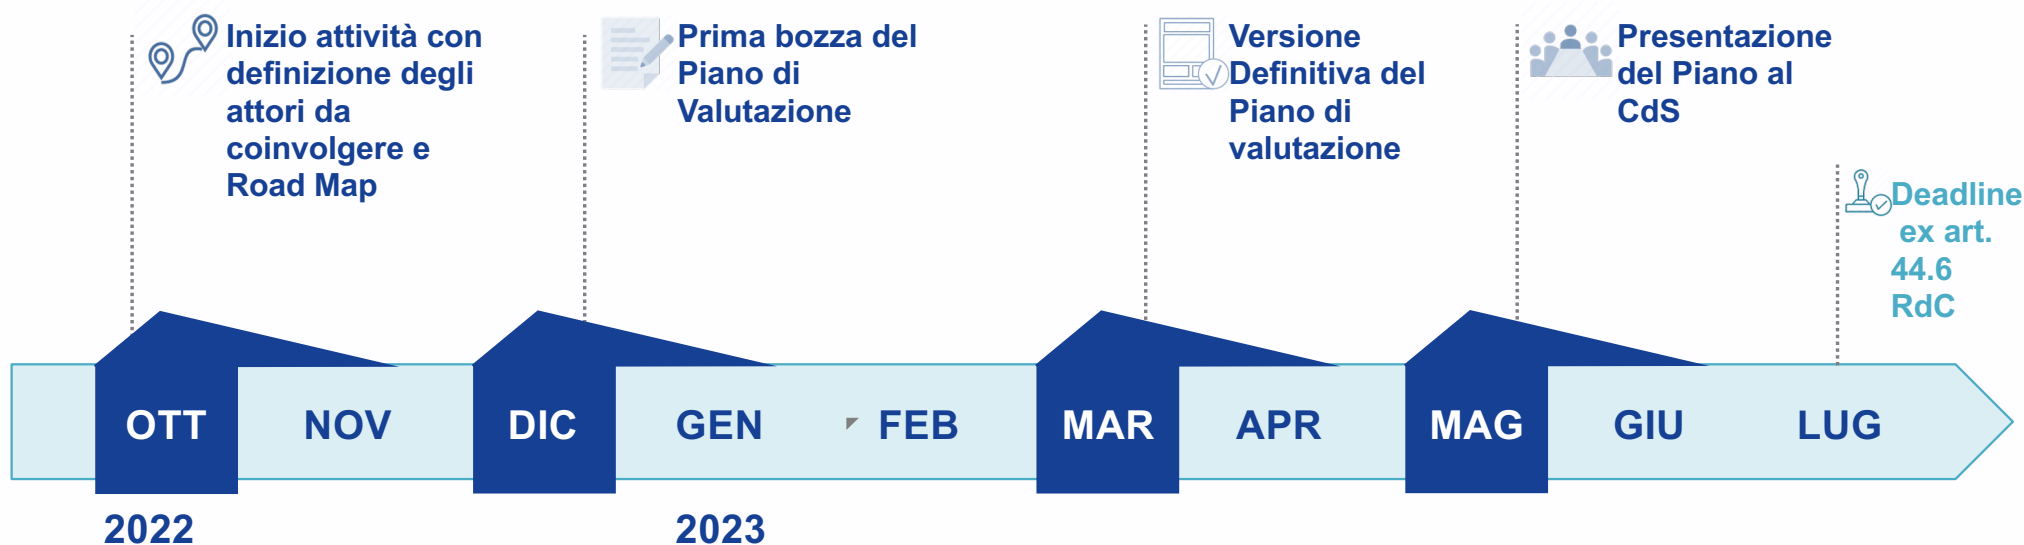 Inizio attività con
definizione degli
attori da
coinvolgere e
Road Map
Prima bozza del
Piano di
Valutazione
Versione
Definitiva del
Piano di
valutazione
Presentazione
del Piano al
CdS
Deadline
ex art.
44.6
RdC
OTT NOV DIC GEN FEB MAR APR MAG GIU LUG
2022 2023